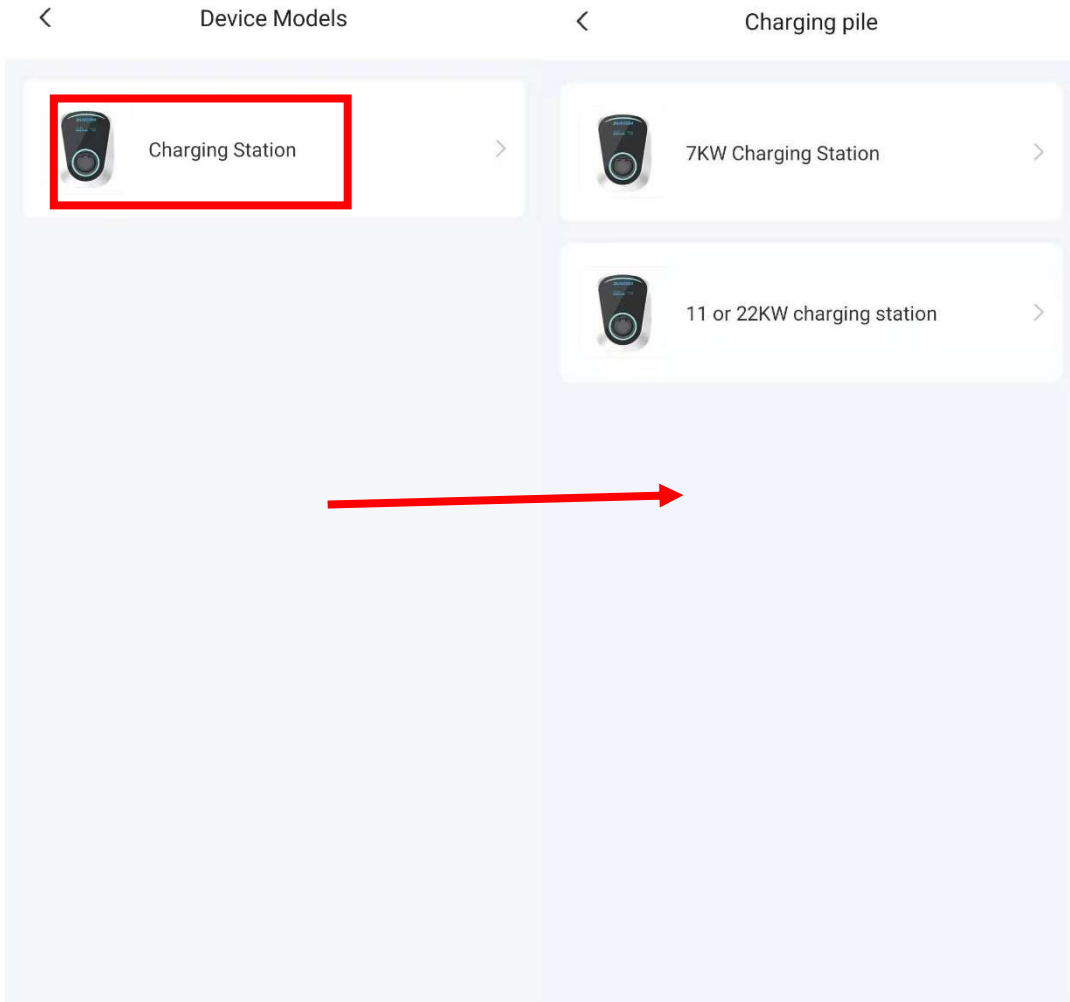 Device Models
Charging Station
Charging pile
7KW Charging Station
11 or 22KW charging station